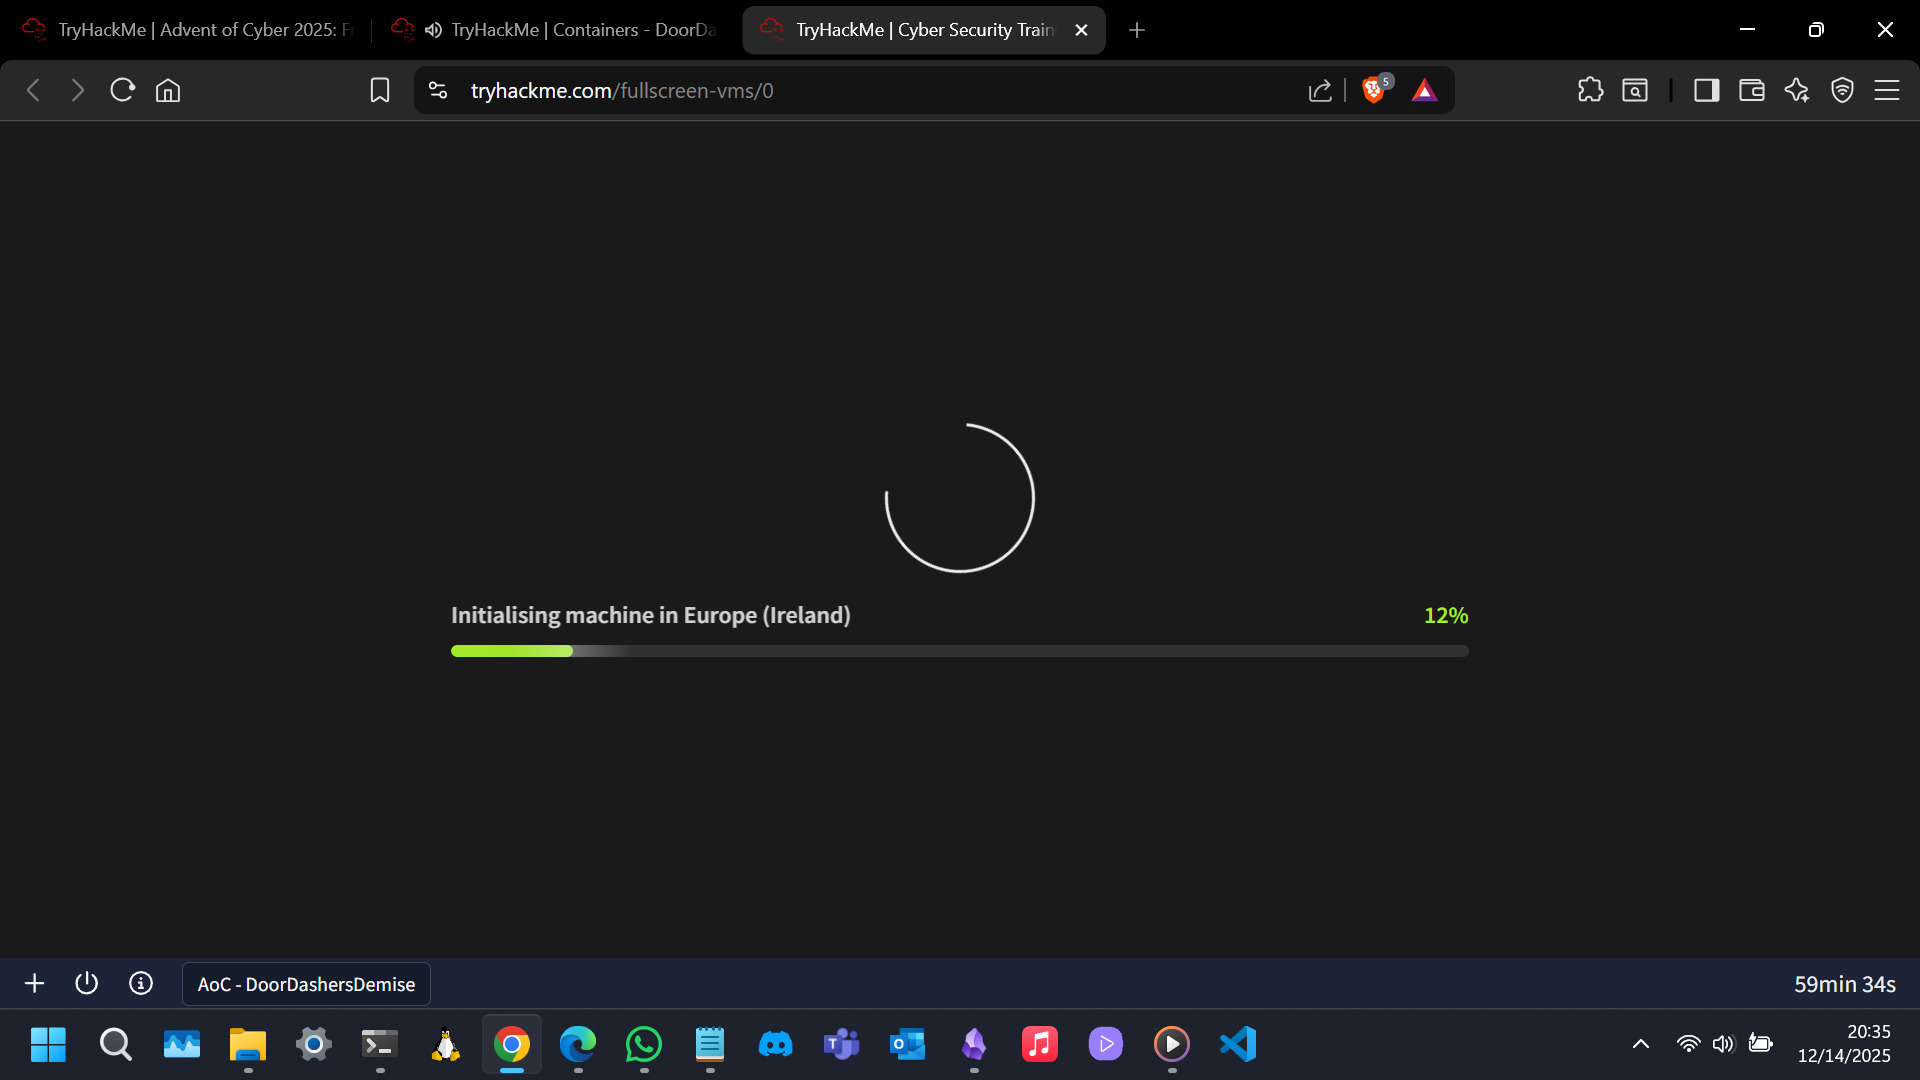 TryHackMe | Advent of Cyber 2025: F
TryHackMe | Containers - DoorDa
TryHackMe | Cyber Security Train
tryhackme.com/fullscreen-vms/0
5
Initialising machine in Europe (Ireland)
12%
AoC - DoorDashersDemise
59min 34s
20:35
12/14/2025